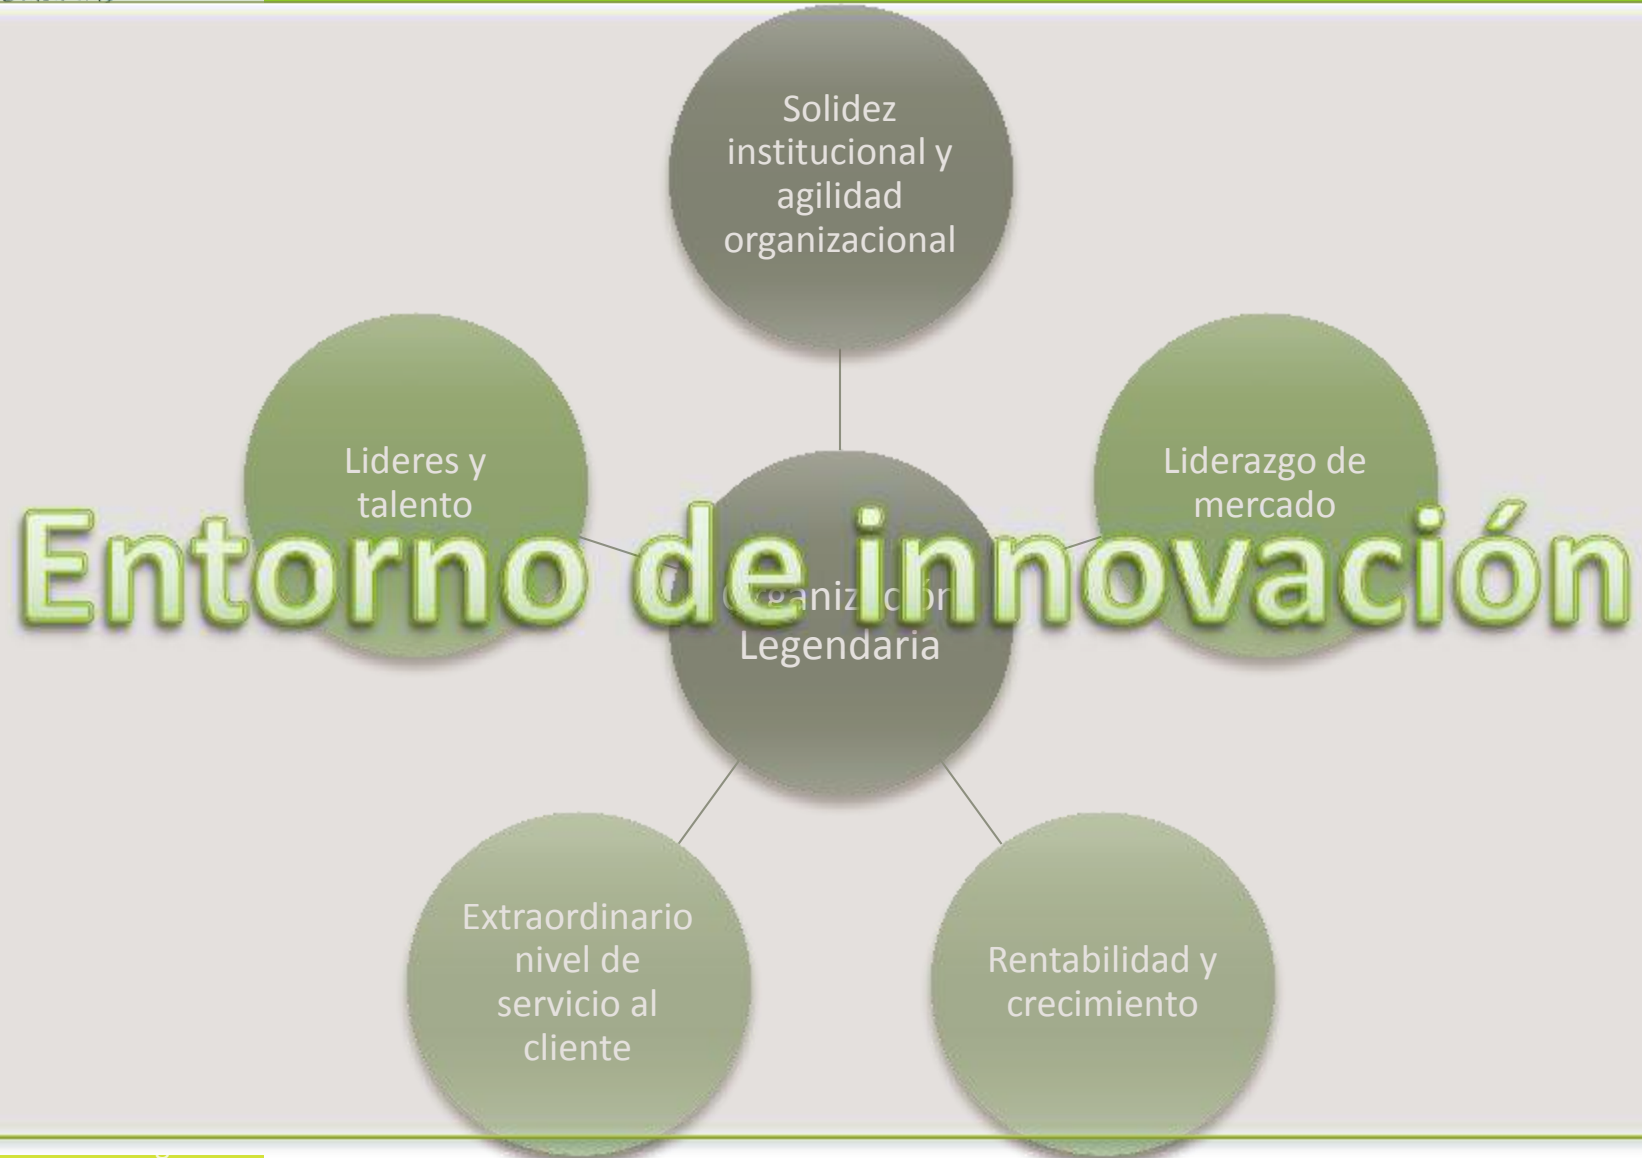 Solidez
institucional y
agilidad
organizacional
Lideres y
talento
Liderazgo de
mercado
Entorno de innovación
Organización
Legendaria
Extraordinario
nivel de
servicio al
cliente
Rentabilidad y
crecimiento